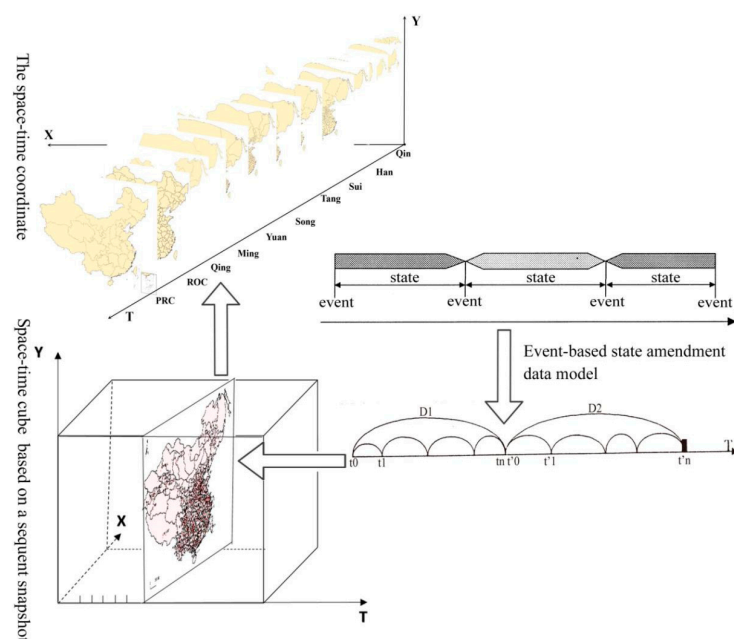 The space-time coordinate
Y
X
Qin
Han
Sui
Tang
Song
Yuan
Ming
Qing
ROC
PRC
T
state
state
state
event
event
event
event
Event-based state amendment
data model
D1
D2
t0
t1
tn
t'0
t'1
t'n
T
Space-time cube based on a sequent snapshot
Y
X
T